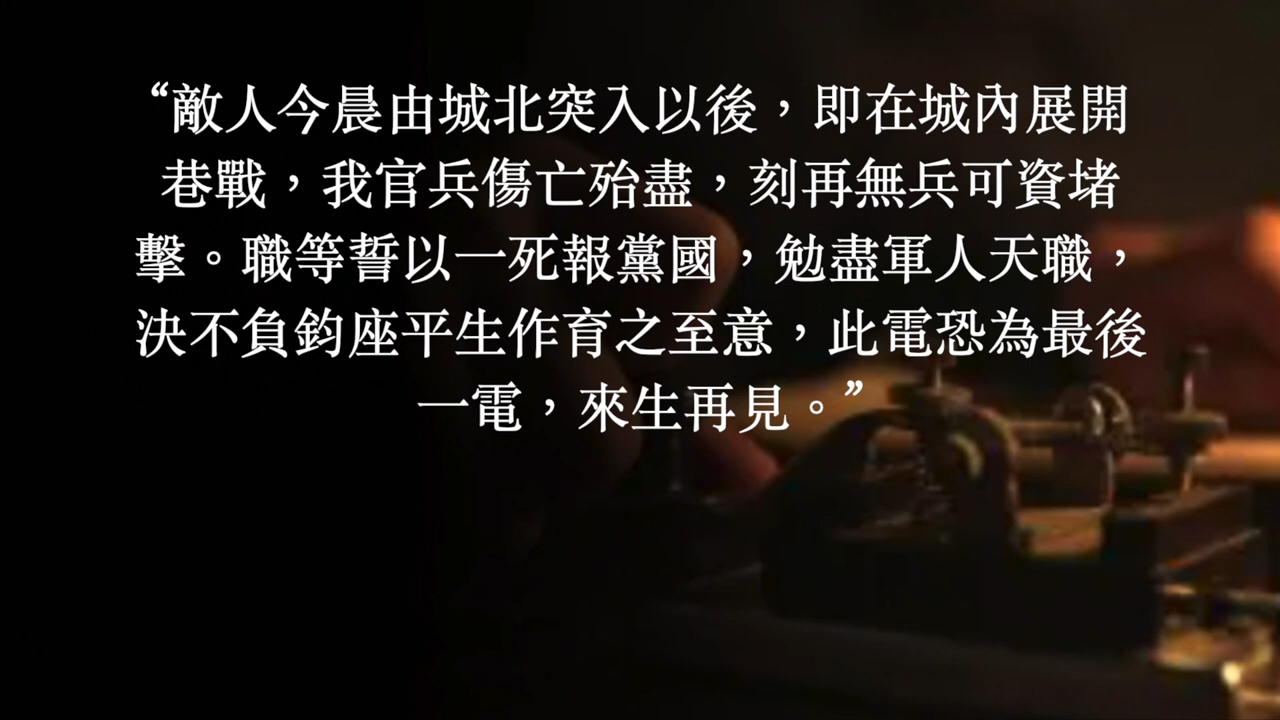 “敵人今晨由城北突入以後，即在城內展開
巷戰，我官兵傷亡殆盡，刻再無兵可資堵
擊。職等誓以一死報黨國，勉盡軍人天職，
決不負鈞座平生作育之至意，此電恐為最後
一電，來生再見。”